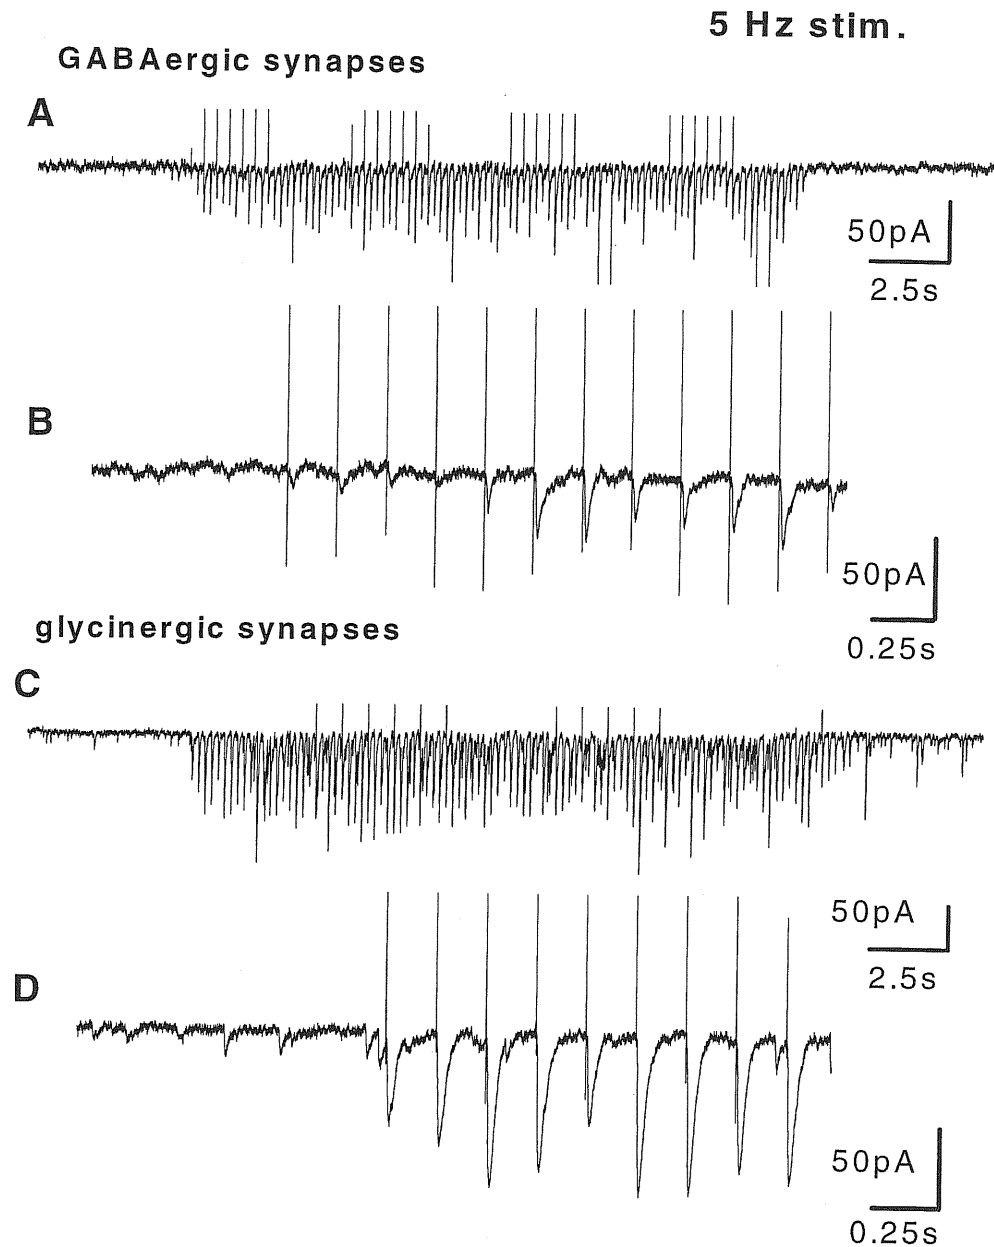 5 Hz stim.
GABAergic synapses
A
50pA
2.5s
B
50pA
0.25s
glycinergic synapses
C
50pA
2.5s
D
50pA
0.25s